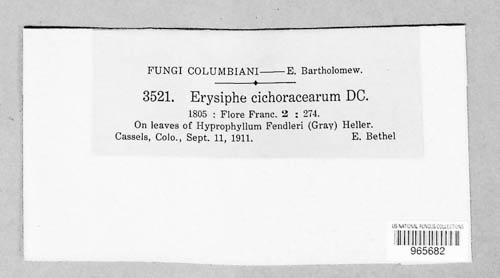 FUNGI COLUMBIANI—E. Bartholomew.
3521. Erysiphe cichoracearum DC.
1805 : Flore Franc. 2 : 274.
On leaves of Hyprophyllum Fendleri (Gray) Heller.
Cassels, Colo., Sept. 11, 1911. E. Bethel
US NATIONAL FUNGUS COLLECTIONS
965682